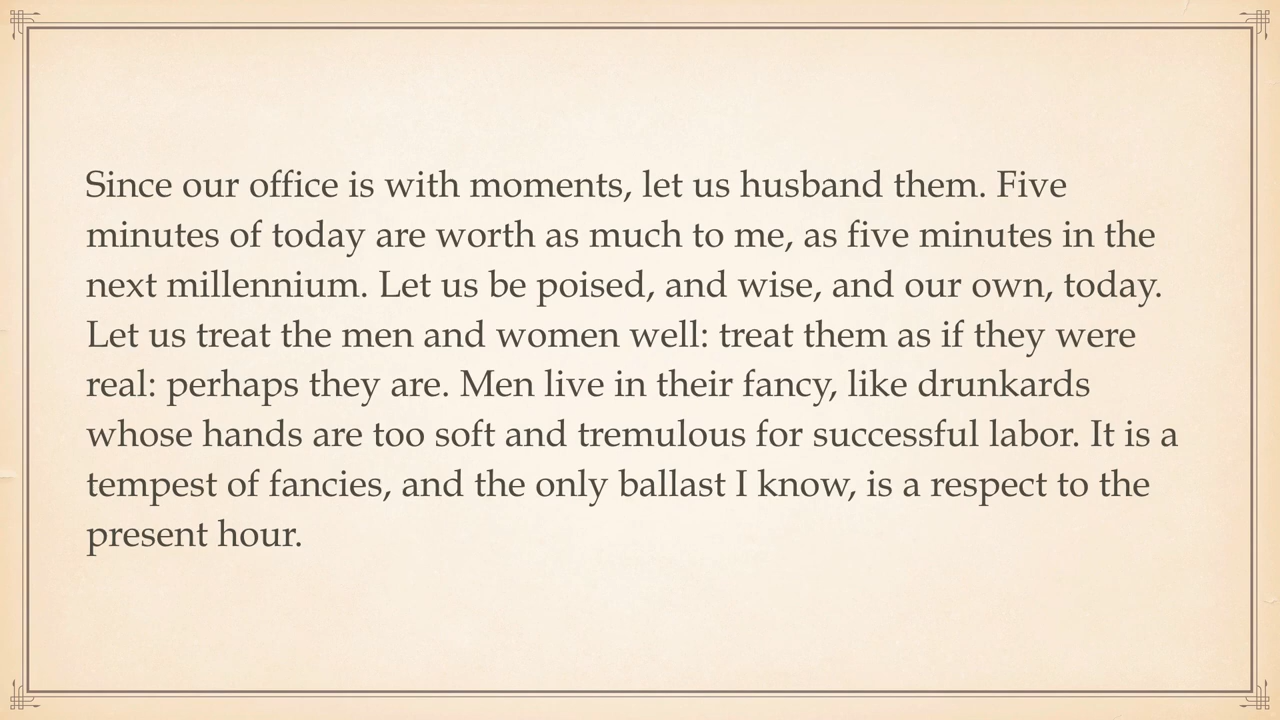 Since our office is with moments, let us husband them. Five
minutes of today are worth as much to me, as five minutes in the
next millennium. Let us be poised, and wise, and our own, today.
Let us treat the men and women well: treat them as if they were
real: perhaps they are. Men live in their fancy, like drunkards
whose hands are too soft and tremulous for successful labor. It is a
tempest of fancies, and the only ballast I know, is a respect to the
present hour.